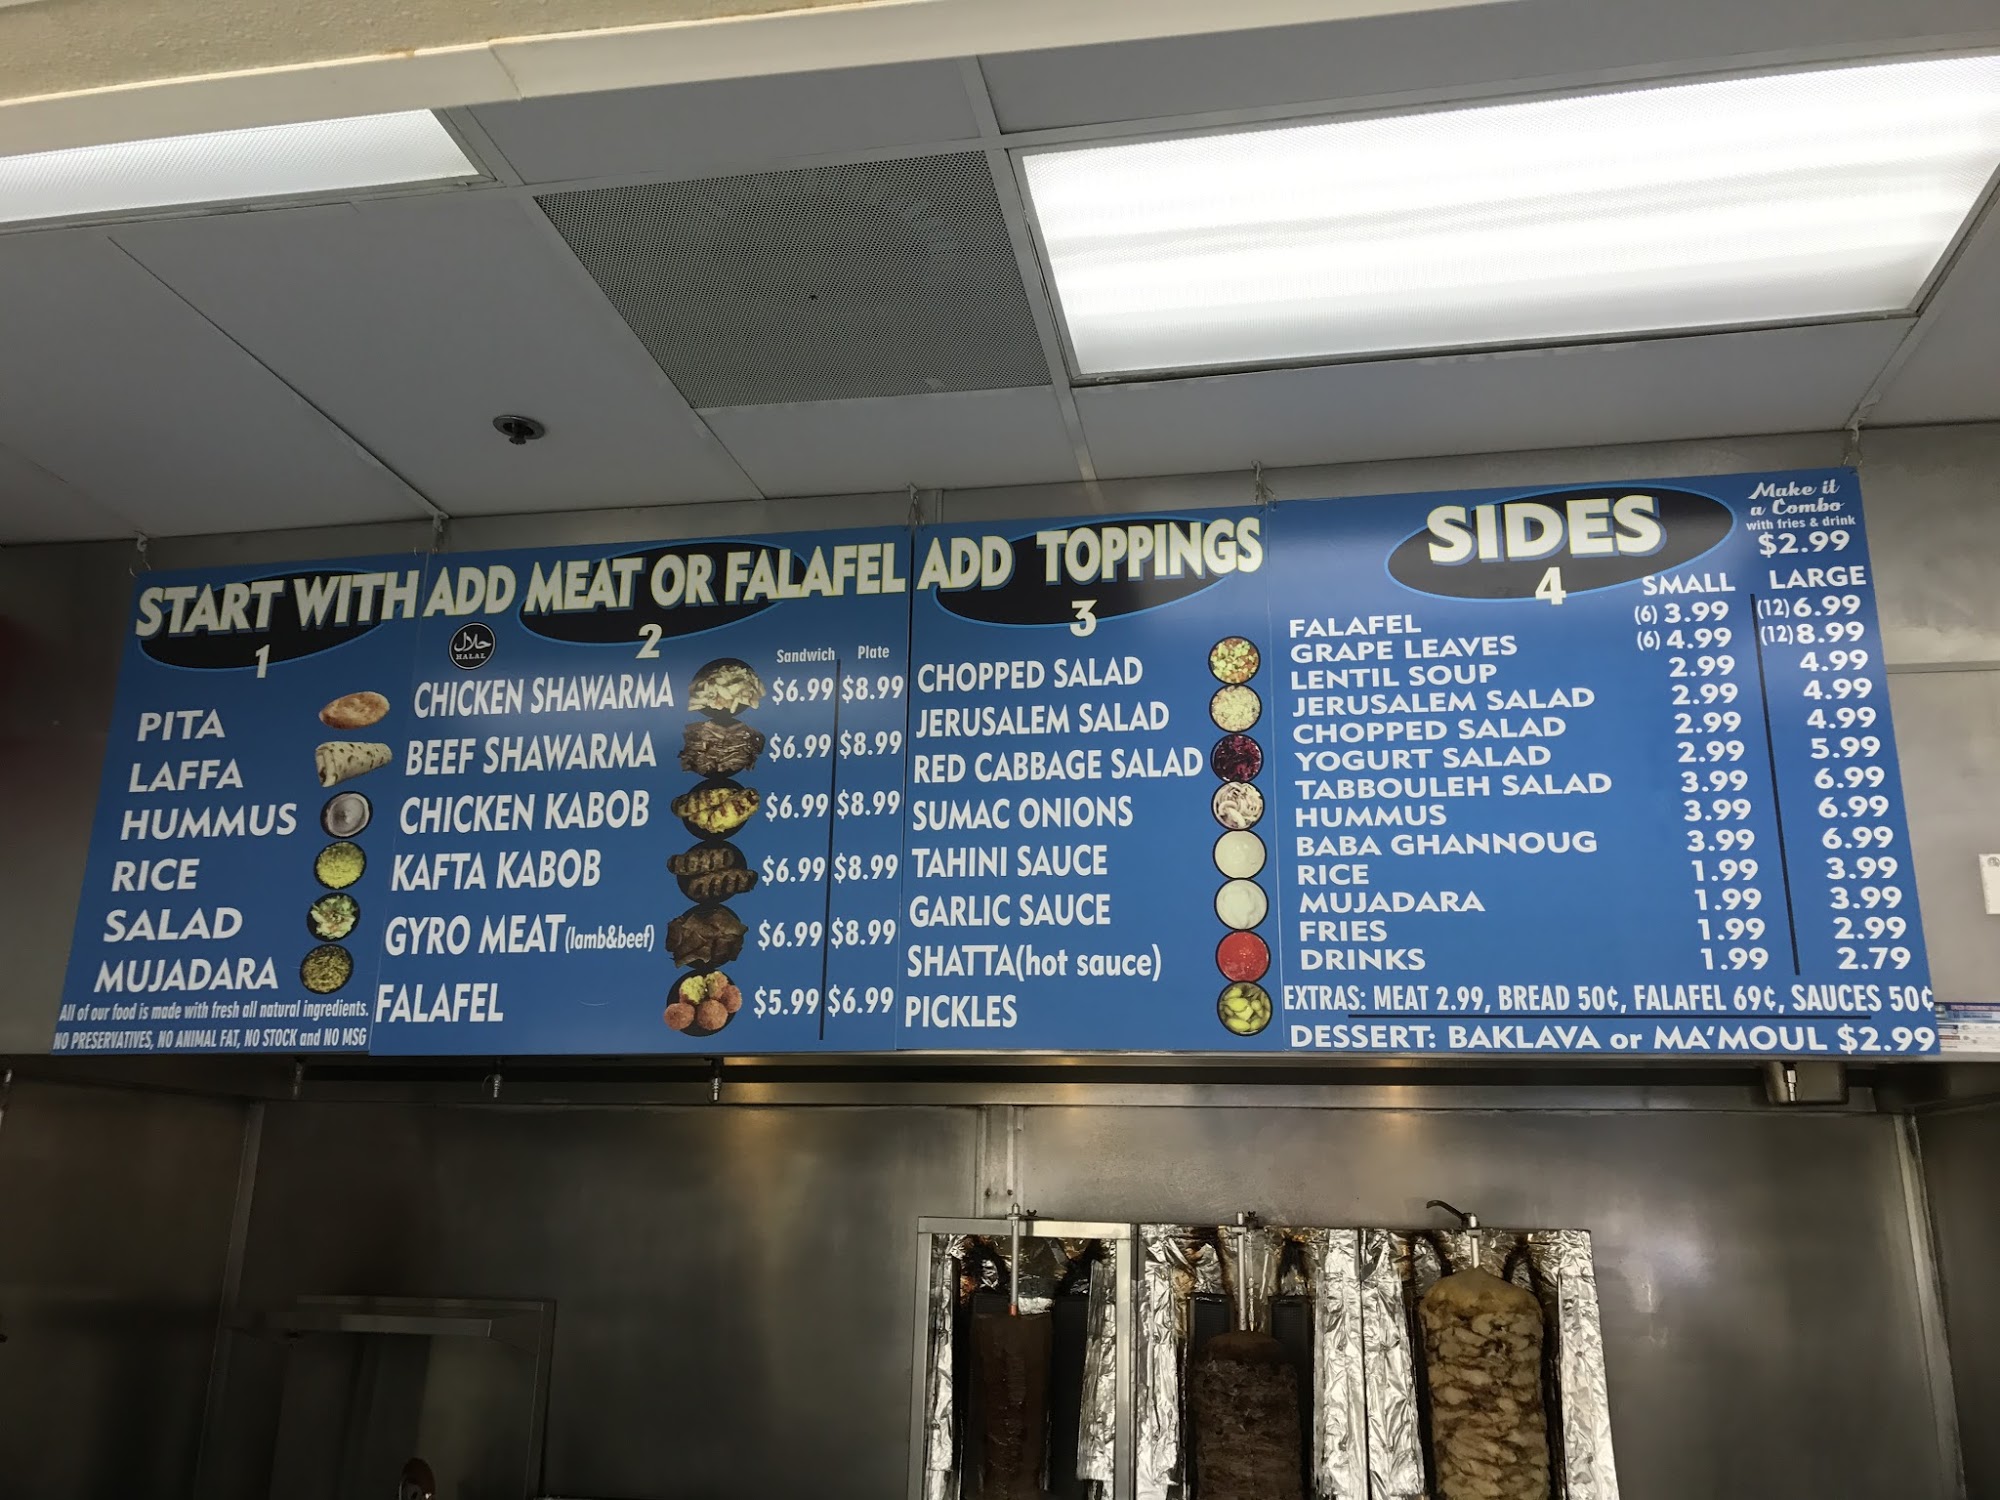 START WITH
1
PITA
LAFFA
HUMMUS
RICE
SALAD
MUJADARA
All of our food is made with fresh all natural ingredients.
NO PRESERVATIVES, NO ANIMAL FAT, NO STOCK and NO MSG
ADD MEAT OR FALAFEL
2
حلال
HALAL
Sandwich Plate
CHICKEN SHAWARMA $6.99 $8.99
BEEF SHAWARMA $6.99 $8.99
CHICKEN KABOB $6.99 $8.99
KAFTA KABOB $6.99 $8.99
GYRO MEAT (lamb&beef) $6.99 $8.99
FALAFEL $5.99 $6.99
ADD TOPPINGS
3
CHOPPED SALAD
JERUSALEM SALAD
RED CABBAGE SALAD
SUMAC ONIONS
TAHINI SAUCE
GARLIC SAUCE
SHATTA(hot sauce)
PICKLES
SIDES
4
Make it
a Combo
with fries & drink
$2.99
SMALL LARGE
FALAFEL (6) 3.99 (12) 6.99
GRAPE LEAVES (6) 4.99 (12) 8.99
LENTIL SOUP 2.99 4.99
JERUSALEM SALAD 2.99 4.99
CHOPPED SALAD 2.99 4.99
YOGURT SALAD 2.99 5.99
TABBOULEH SALAD 3.99 6.99
HUMMUS 3.99 6.99
BABA GHANNOUG 3.99 6.99
RICE 1.99 3.99
MUJADARA 1.99 3.99
FRIES 1.99 2.99
DRINKS 1.99 2.79
EXTRAS: MEAT 2.99, BREAD 50¢, FALAFEL 69¢, SAUCES 50¢
DESSERT: BAKLAVA or MA'MOUL $2.99